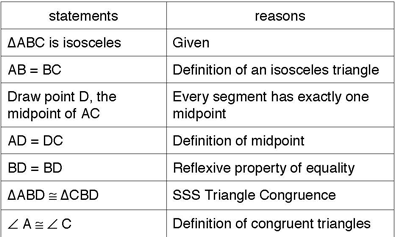 statements reasons
ΔABC is isosceles Given
AB = BC Definition of an isosceles triangle
Draw point D, the Every segment has exactly one
midpoint of AC midpoint
AD = DC Definition of midpoint
BD = BD Reflexive property of equality
ΔABD ≅ ΔCBD SSS Triangle Congruence
∠ A ≅ ∠ C Definition of congruent triangles